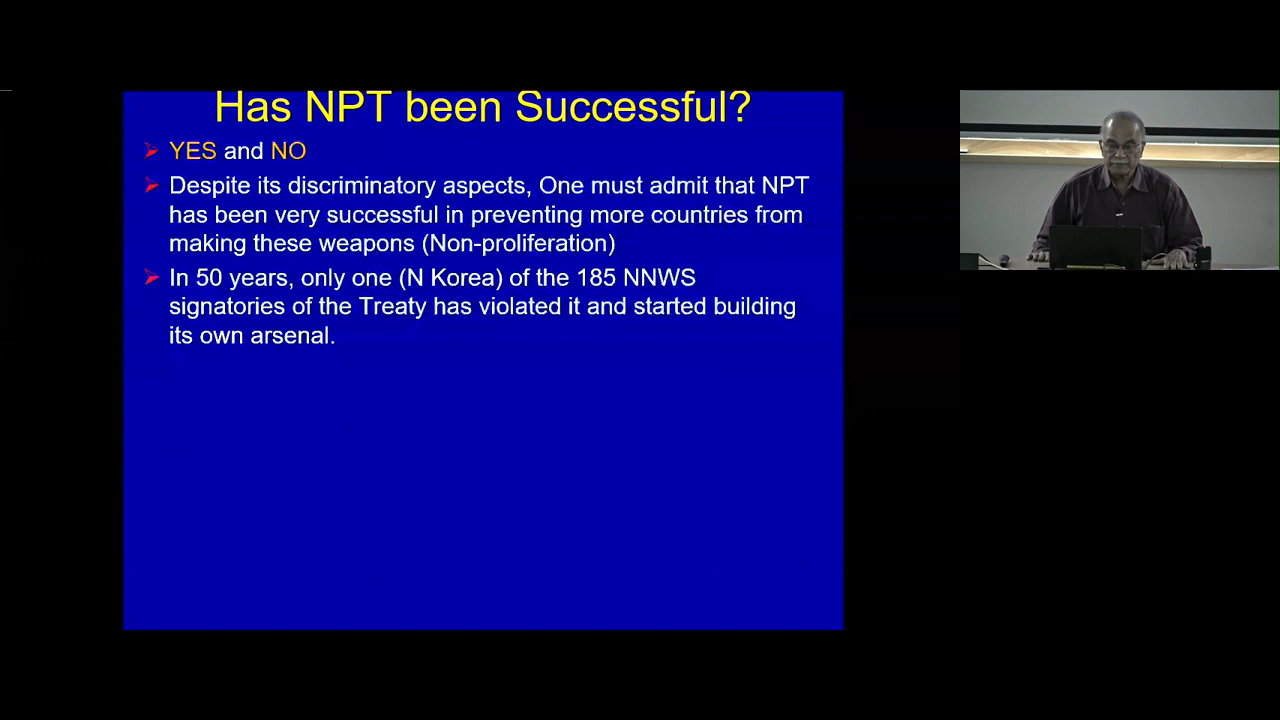 Has NPT been Successful?
YES and NO
Despite its discriminatory aspects, One must admit that NPT
has been very successful in preventing more countries from
making these weapons (Non-proliferation)
In 50 years, only one (N Korea) of the 185 NNWS
signatories of the Treaty has violated it and started building
its own arsenal.